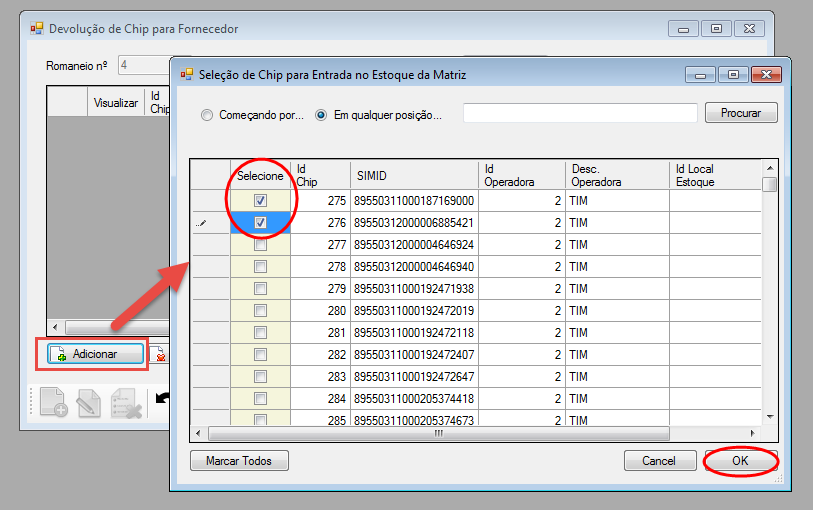 Devolução de Chip para Fornecedor
Romaneio nº 4
Visualizar Id Chip
Adicionar
Seleção de Chip para Entrada no Estoque da Matriz
Começando por... Em qualquer posição... Procurar
Selecione Id Chip SIMID Id Operadora Desc. Operadora Id Local Estoque
275 89550311000187169000 2 TIM
276 89550312000006885421 2 TIM
277 89550312000004646924 2 TIM
278 89550312000004646940 2 TIM
279 89550311000192471938 2 TIM
280 89550311000192472019 2 TIM
281 89550311000192472118 2 TIM
282 89550311000192472407 2 TIM
283 89550311000192472647 2 TIM
284 89550311000205374418 2 TIM
285 89550311000205374673 2 TIM
Marcar Todos Cancel OK